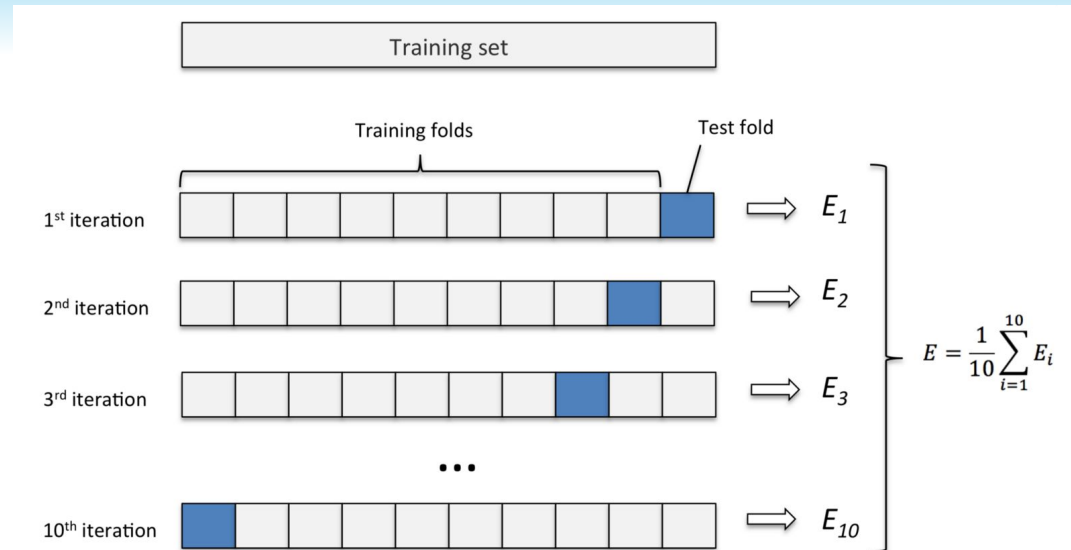 Training set
Training folds
Test fold
1st iteration
E1
2nd iteration
E2
E = 1/10 10∑i=1 Ei
3rd iteration
E3
...
10th iteration
E10